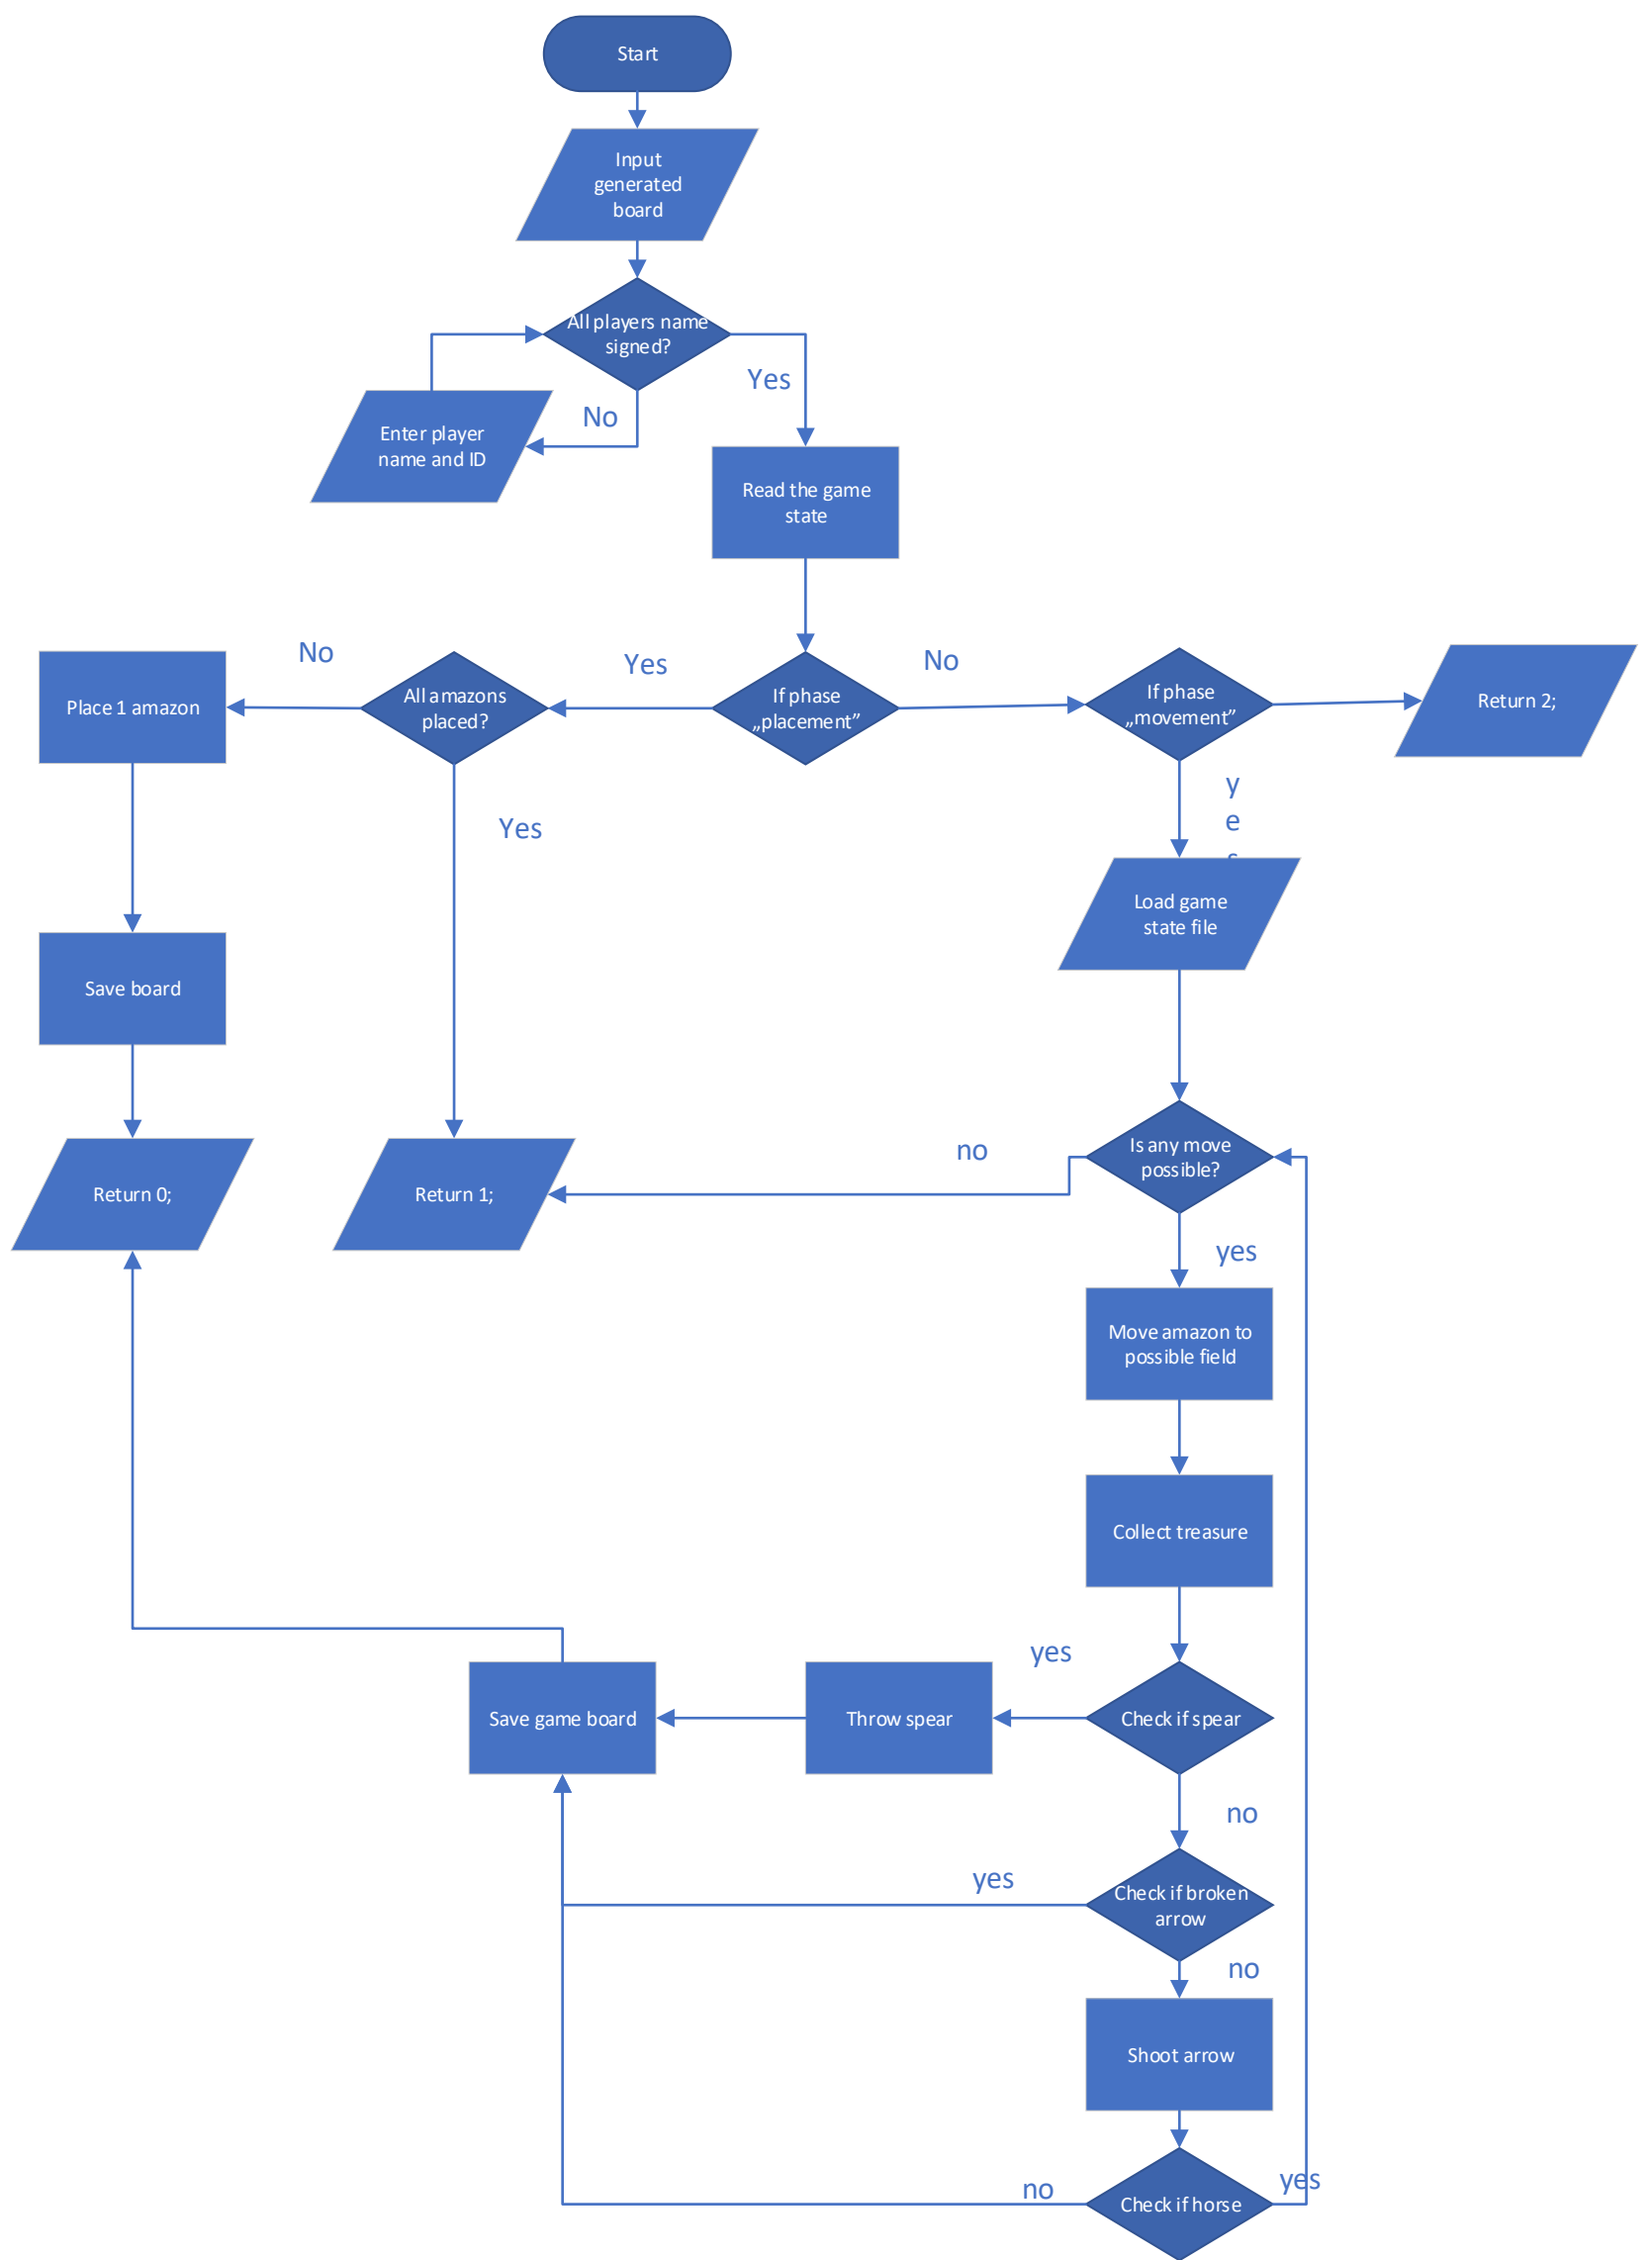 Start
Input
generated
board
All players name
signed?
Yes
No
Enter player
name and ID
Read the game
state
No
All amazons
placed?
Yes
If phase
„placement”
No
If phase
„movement”
Return 2;
Place 1 amazon
Yes
y
e
s
Load game
state file
Save board
Is any move
possible?
no
Return 0;
Return 1;
yes
Move amazon to
possible field
Collect treasure
yes
Save game board
Throw spear
Check if spear
no
yes
Check if broken
arrow
no
Shoot arrow
no
Check if horse
yes